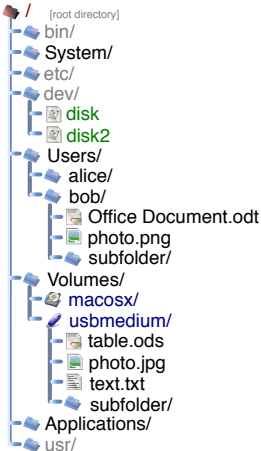 / [root directory]
bin/
System/
etc/
dev/
disk
disk2
Users/
alice/
bob/
Office Document.odt
photo.png
subfolder/
Volumes/
macosx/
usbmedium/
table.ods
photo.jpg
text.txt
subfolder/
Applications/
usr/